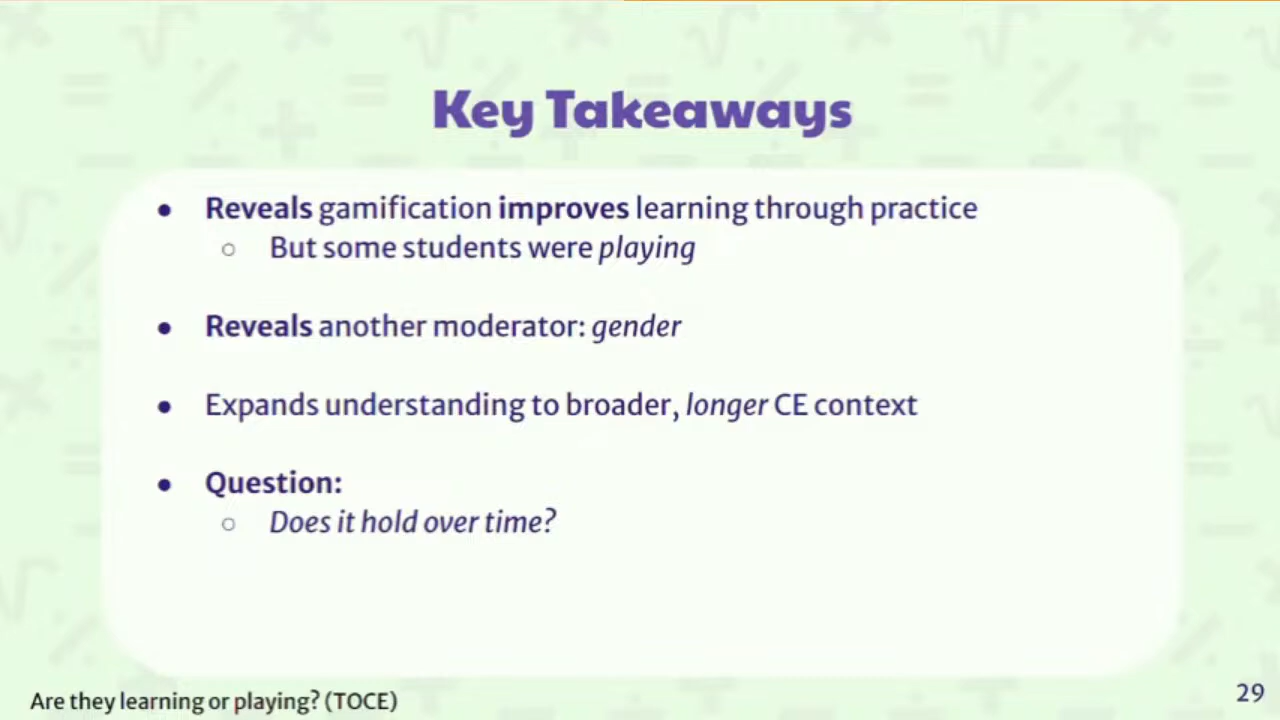 Key Takeaways
● Reveals gamification improves learning through practice
○ But some students were playing
● Reveals another moderator: gender
● Expands understanding to broader, longer CE context
● Question:
○ Does it hold over time?
Are they learning or playing? (TOCE)
29